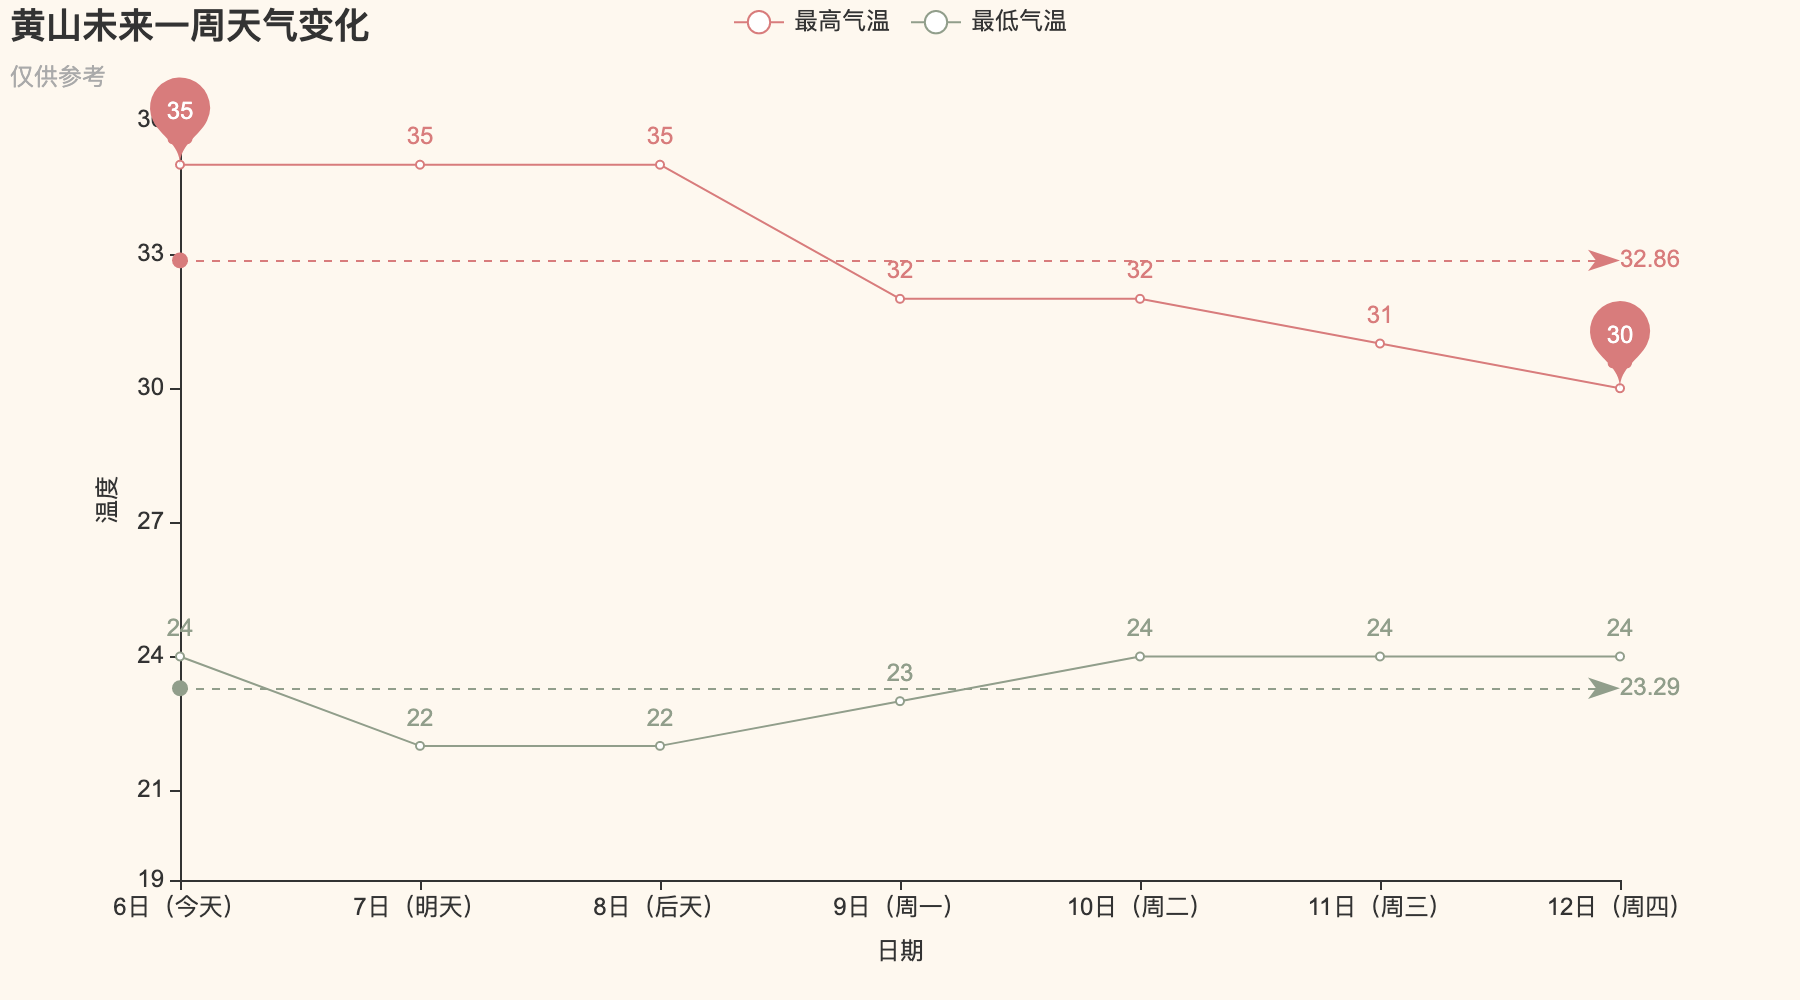 黄山未来一周天气变化
仅供参考
最高气温 最低气温
35 35 35 32 32 31 30
32.86
24 22 22 23 24 24 24
23.29
温度
33
30
27
24
21
19
6日（今天） 7日（明天） 8日（后天） 9日（周一） 10日（周二） 11日（周三） 12日（周四）
日期